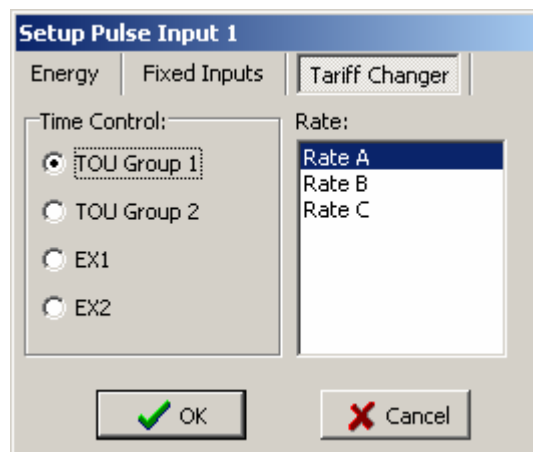 Setup Pulse Input 1
Energy Fixed Inputs Tariff Changer
Time Control:
TOU Group 1
TOU Group 2
EX1
EX2
Rate:
Rate A
Rate B
Rate C
OK Cancel